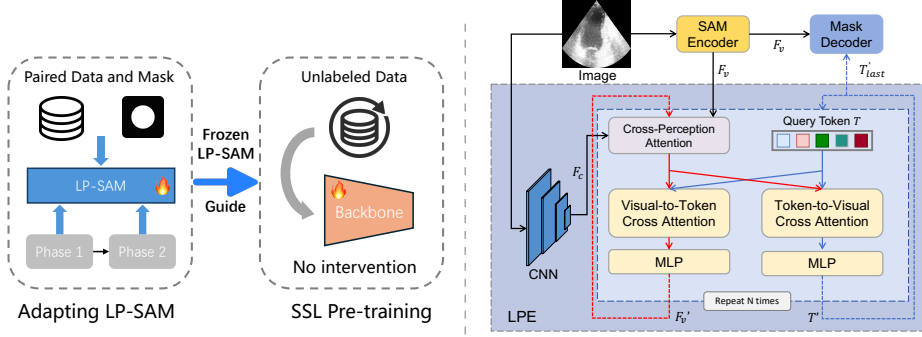 Paired Data and Mask
LP-SAM
Phase 1
Phase 2
Adapting LP-SAM
Frozen
LP-SAM
Guide
Unlabeled Data
Backbone
No intervention
SSL Pre-training
Image
SAM
Encoder
F_v
Mask
Decoder
F_v
T'_last
Query Token T
Cross-Perception
Attention
F_c
Visual-to-Token
Cross Attention
Token-to-Visual
Cross Attention
CNN
MLP
MLP
Repeat N times
LPE
F_v'
T'